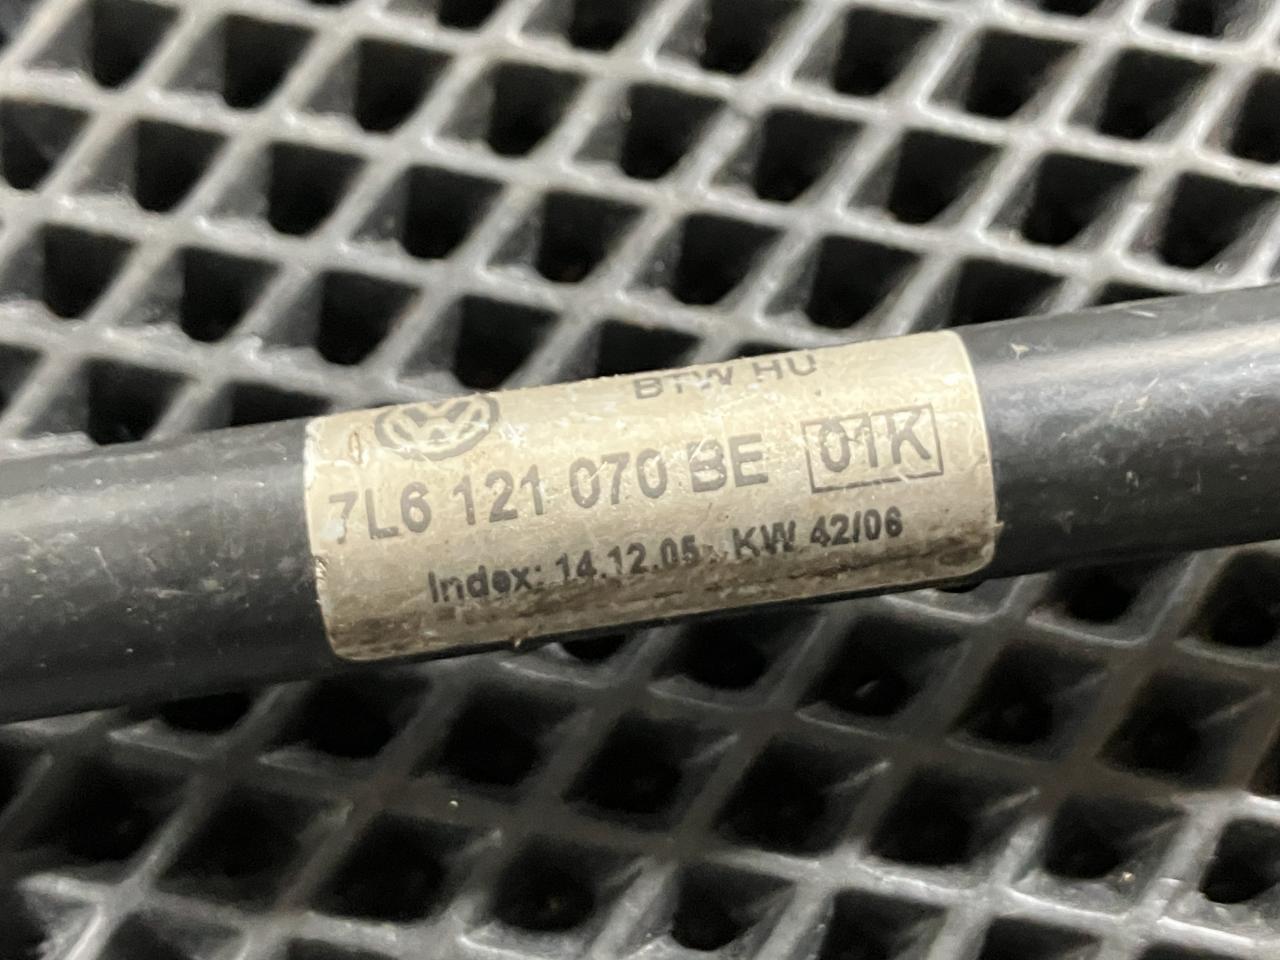 BTW HU
7L6 121 070 BE 01K
Index: 14.12.05 KW 42/06